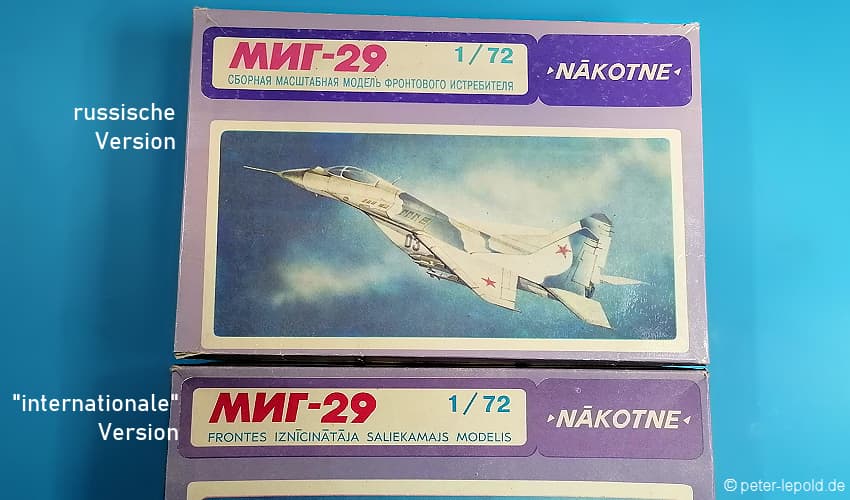 МИГ-29
1/72
NĀKOTNE
СБОРНАЯ МАСШТАБНАЯ МОДЕЛЬ ФРОНТОВОГО ИСТРЕБИТЕЛЯ
russische
Version
03
"internationale"
Version
МИГ-29
1/72
NĀKOTNE
FRONTES IZNĪCINĀTĀJA SALIEKAMAJS MODELIS
© peter-lepold.de